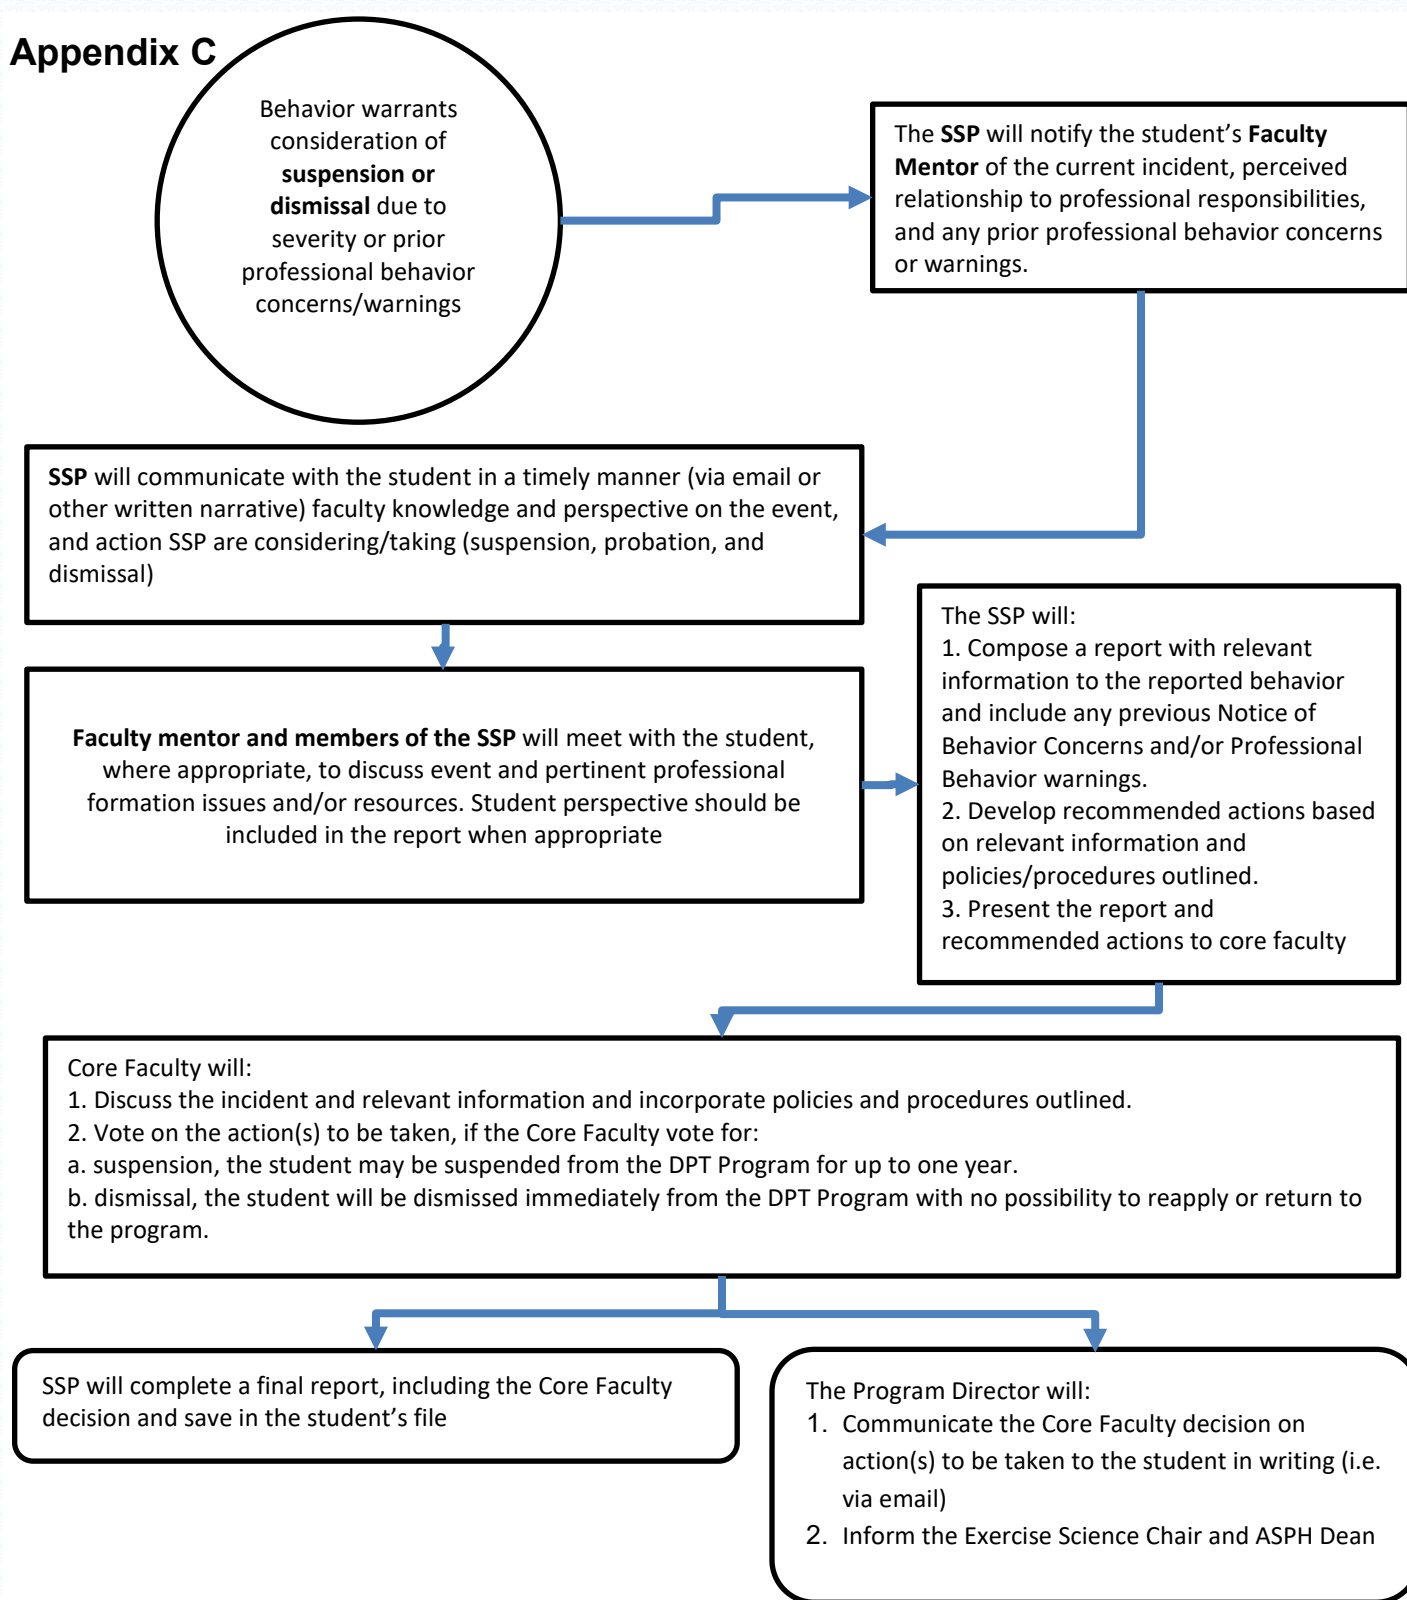 Appendix C
Behavior warrants
consideration of
suspension or
dismissal due to
severity or prior
professional behavior
concerns/warnings
The SSP will notify the student’s Faculty
Mentor of the current incident, perceived
relationship to professional responsibilities,
and any prior professional behavior concerns
or warnings.
SSP will communicate with the student in a timely manner (via email or
other written narrative) faculty knowledge and perspective on the event,
and action SSP are considering/taking (suspension, probation, and
dismissal)
Faculty mentor and members of the SSP will meet with the student,
where appropriate, to discuss event and pertinent professional
formation issues and/or resources. Student perspective should be
included in the report when appropriate
The SSP will:
1. Compose a report with relevant
information to the reported behavior
and include any previous Notice of
Behavior Concerns and/or Professional
Behavior warnings.
2. Develop recommended actions based
on relevant information and
policies/procedures outlined.
3. Present the report and
recommended actions to core faculty
Core Faculty will:
1. Discuss the incident and relevant information and incorporate policies and procedures outlined.
2. Vote on the action(s) to be taken, if the Core Faculty vote for:
a. suspension, the student may be suspended from the DPT Program for up to one year.
b. dismissal, the student will be dismissed immediately from the DPT Program with no possibility to reapply or return to
the program.
SSP will complete a final report, including the Core Faculty
decision and save in the student’s file
The Program Director will:
1. Communicate the Core Faculty decision on
action(s) to be taken to the student in writing (i.e.
via email)
2. Inform the Exercise Science Chair and ASPH Dean